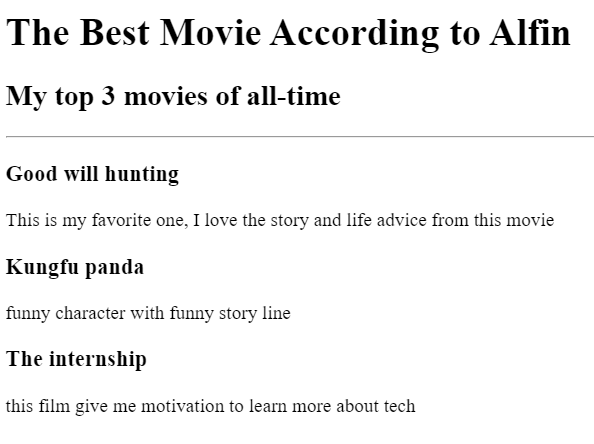 The Best Movie According to Alfin
My top 3 movies of all-time
Good will hunting
This is my favorite one, I love the story and life advice from this movie
Kungfu panda
funny character with funny story line
The internship
this film give me motivation to learn more about tech